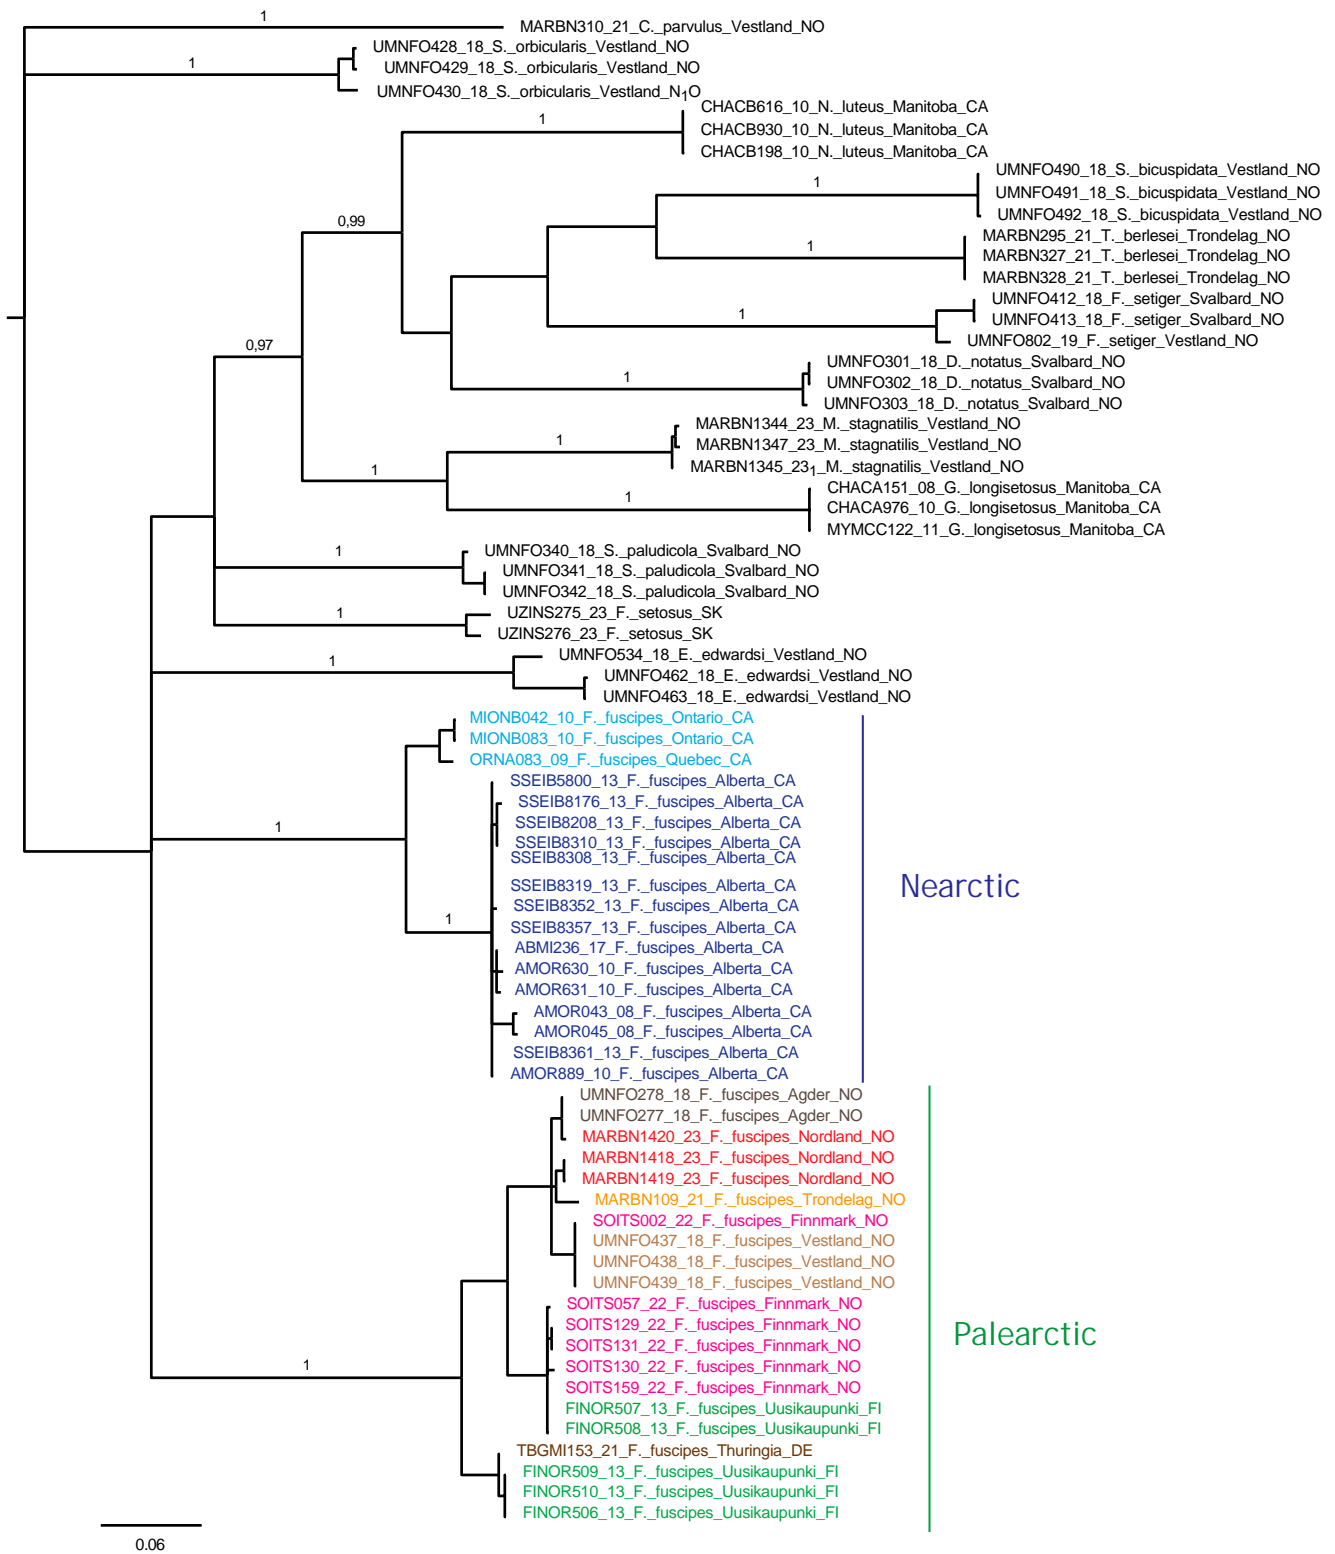 1
MARBN310_21_C._parvulus_Vestland_NO
UMNFO428_18_S._orbicularis_Vestland_NO
1
UMNFO429_18_S._orbicularis_Vestland_NO
UMNFO430_18_S._orbicularis_Vestland_N1O
CHACB616_10_N._luteus_Manitoba_CA
1
CHACB930_10_N._luteus_Manitoba_CA
CHACB198_10_N._luteus_Manitoba_CA
UMNFO490_18_S._bicuspidata_Vestland_NO
1
UMNFO491_18_S._bicuspidata_Vestland_NO
UMNFO492_18_S._bicuspidata_Vestland_NO
0,99
MARBN295_21_T._berlesei_Trondelag_NO
1
MARBN327_21_T._berlesei_Trondelag_NO
MARBN328_21_T._berlesei_Trondelag_NO
UMNFO412_18_F._setiger_Svalbard_NO
1
UMNFO413_18_F._setiger_Svalbard_NO
UMNFO802_19_F._setiger_Vestland_NO
0,97
UMNFO301_18_D._notatus_Svalbard_NO
1
UMNFO302_18_D._notatus_Svalbard_NO
UMNFO303_18_D._notatus_Svalbard_NO
MARBN1344_23_M._stagnatilis_Vestland_NO
1
MARBN1347_23_M._stagnatilis_Vestland_NO
MARBN1345_231_M._stagnatilis_Vestland_NO
1
CHACA151_08_G._longisetosus_Manitoba_CA
1
CHACA976_10_G._longisetosus_Manitoba_CA
MYMCC122_11_G._longisetosus_Manitoba_CA
1
UMNFO340_18_S._paludicola_Svalbard_NO
UMNFO341_18_S._paludicola_Svalbard_NO
UMNFO342_18_S._paludicola_Svalbard_NO
1
UZINS275_23_F._setosus_SK
UZINS276_23_F._setosus_SK
UMNFO534_18_E._edwardsi_Vestland_NO
1
UMNFO462_18_E._edwardsi_Vestland_NO
UMNFO463_18_E._edwardsi_Vestland_NO
MIONB042_10_F._fuscipes_Ontario_CA
MIONB083_10_F._fuscipes_Ontario_CA
ORNA083_09_F._fuscipes_Quebec_CA
SSEIB5800_13_F._fuscipes_Alberta_CA
SSEIB8176_13_F._fuscipes_Alberta_CA
1
SSEIB8208_13_F._fuscipes_Alberta_CA
SSEIB8310_13_F._fuscipes_Alberta_CA
SSEIB8308_13_F._fuscipes_Alberta_CA
SSEIB8319_13_F._fuscipes_Alberta_CA
Nearctic
SSEIB8352_13_F._fuscipes_Alberta_CA
1
SSEIB8357_13_F._fuscipes_Alberta_CA
ABMI236_17_F._fuscipes_Alberta_CA
AMOR630_10_F._fuscipes_Alberta_CA
AMOR631_10_F._fuscipes_Alberta_CA
AMOR043_08_F._fuscipes_Alberta_CA
AMOR045_08_F._fuscipes_Alberta_CA
SSEIB8361_13_F._fuscipes_Alberta_CA
AMOR889_10_F._fuscipes_Alberta_CA
UMNFO278_18_F._fuscipes_Agder_NO
UMNFO277_18_F._fuscipes_Agder_NO
MARBN1420_23_F._fuscipes_Nordland_NO
MARBN1418_23_F._fuscipes_Nordland_NO
MARBN1419_23_F._fuscipes_Nordland_NO
MARBN109_21_F._fuscipes_Trondelag_NO
SOITS002_22_F._fuscipes_Finnmark_NO
UMNFO437_18_F._fuscipes_Vestland_NO
UMNFO438_18_F._fuscipes_Vestland_NO
UMNFO439_18_F._fuscipes_Vestland_NO
SOITS057_22_F._fuscipes_Finnmark_NO
SOITS129_22_F._fuscipes_Finnmark_NO
Palearctic
SOITS131_22_F._fuscipes_Finnmark_NO
1
SOITS130_22_F._fuscipes_Finnmark_NO
SOITS159_22_F._fuscipes_Finnmark_NO
FINOR507_13_F._fuscipes_Uusikaupunki_FI
FINOR508_13_F._fuscipes_Uusikaupunki_FI
TBGMI153_21_F._fuscipes_Thuringia_DE
FINOR509_13_F._fuscipes_Uusikaupunki_FI
FINOR510_13_F._fuscipes_Uusikaupunki_FI
FINOR506_13_F._fuscipes_Uusikaupunki_FI
0.06